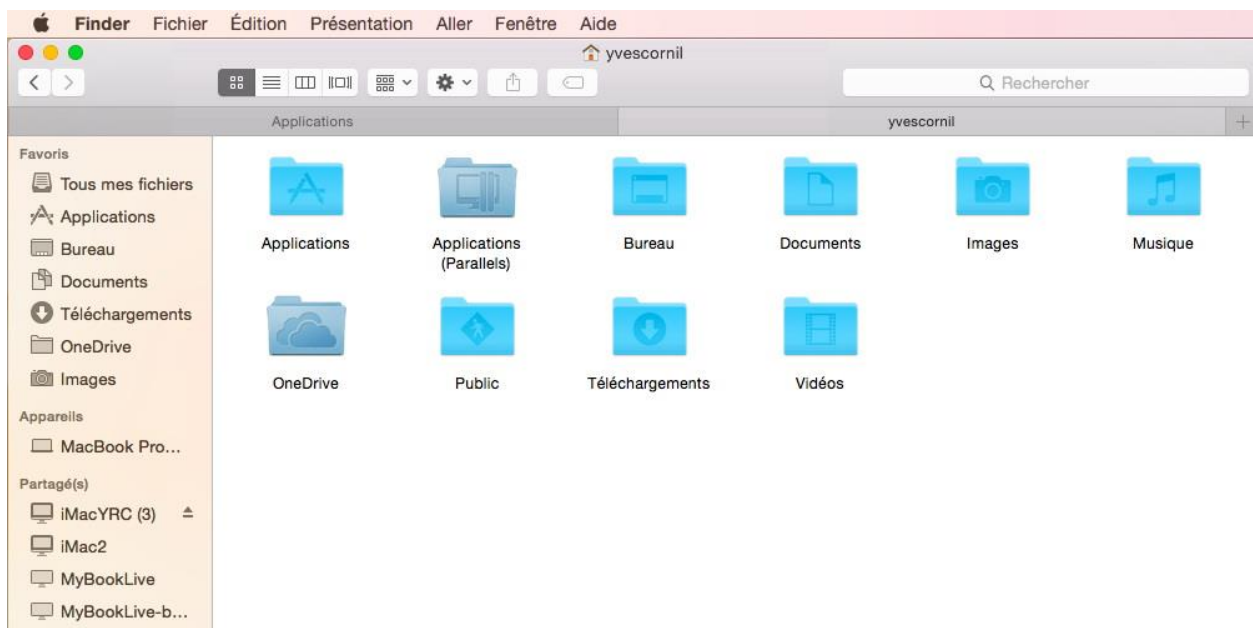 Finder Fichier Édition Présentation Aller Fenêtre Aide
yvescornil
Rechercher
Applications yvescornil
Favoris
Tous mes fichiers
Applications
Bureau
Documents
Téléchargements
OneDrive
Images
Appareils
MacBook Pro...
Partagé(s)
iMacYRC (3)
iMac2
MyBookLive
MyBookLive-b...
Applications
Applications
(Parallels)
Bureau
Documents
Images
Musique
OneDrive
Public
Téléchargements
Vidéos